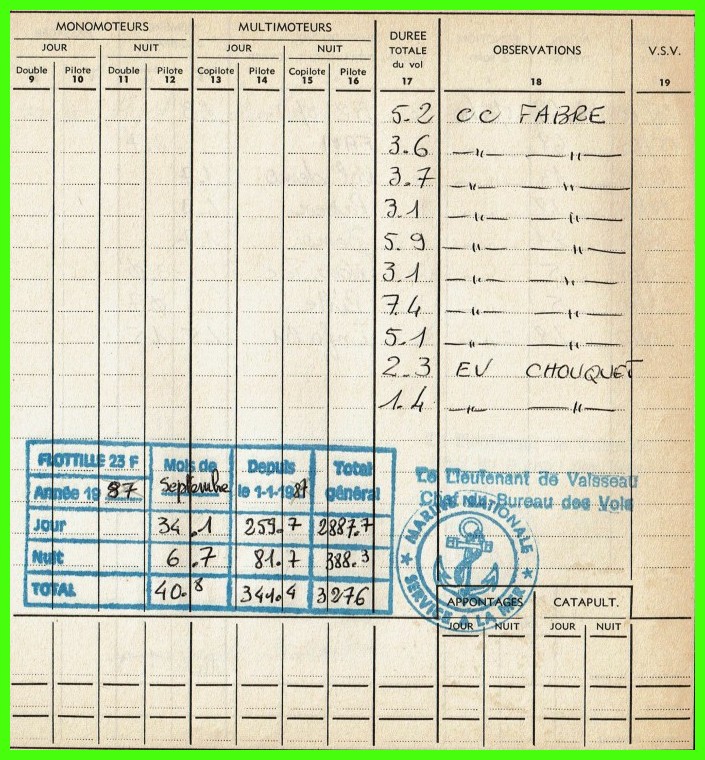 MONOMOTEURS MULTIMOTEURS DUREE TOTALE du vol OBSERVATIONS V.S.V.
JOUR NUIT JOUR NUIT
Double Pilote Double Pilote Copilote Pilote Copilote Pilote
9 10 11 12 13 14 15 16 17 18 19
5.2 CC FABRE
3.6 —"— —"—
3.7 —"— —"—
3.1 —"— —"—
5.9 —"— —"—
3.1 —"— —"—
7.4 —"— —"—
5.1 —"— —"—
2.3 EV CHOUQUET
1.4 —"— —"—
FLOTTILLE 23 F Mois de Septembre Depuis le 1-1-1987 Total général
Année 19 87
Jour 34.1 259.7 2887.7
Nuit 6.7 81.7 388.3
TOTAL 40.8 341.4 3276
Le Lieutenant de Vaisseau
Chef du Bureau des Vols
MARINE NATIONALE
SERVICE A LA MER
APPONTAGES CATAPULT.
JOUR NUIT JOUR NUIT